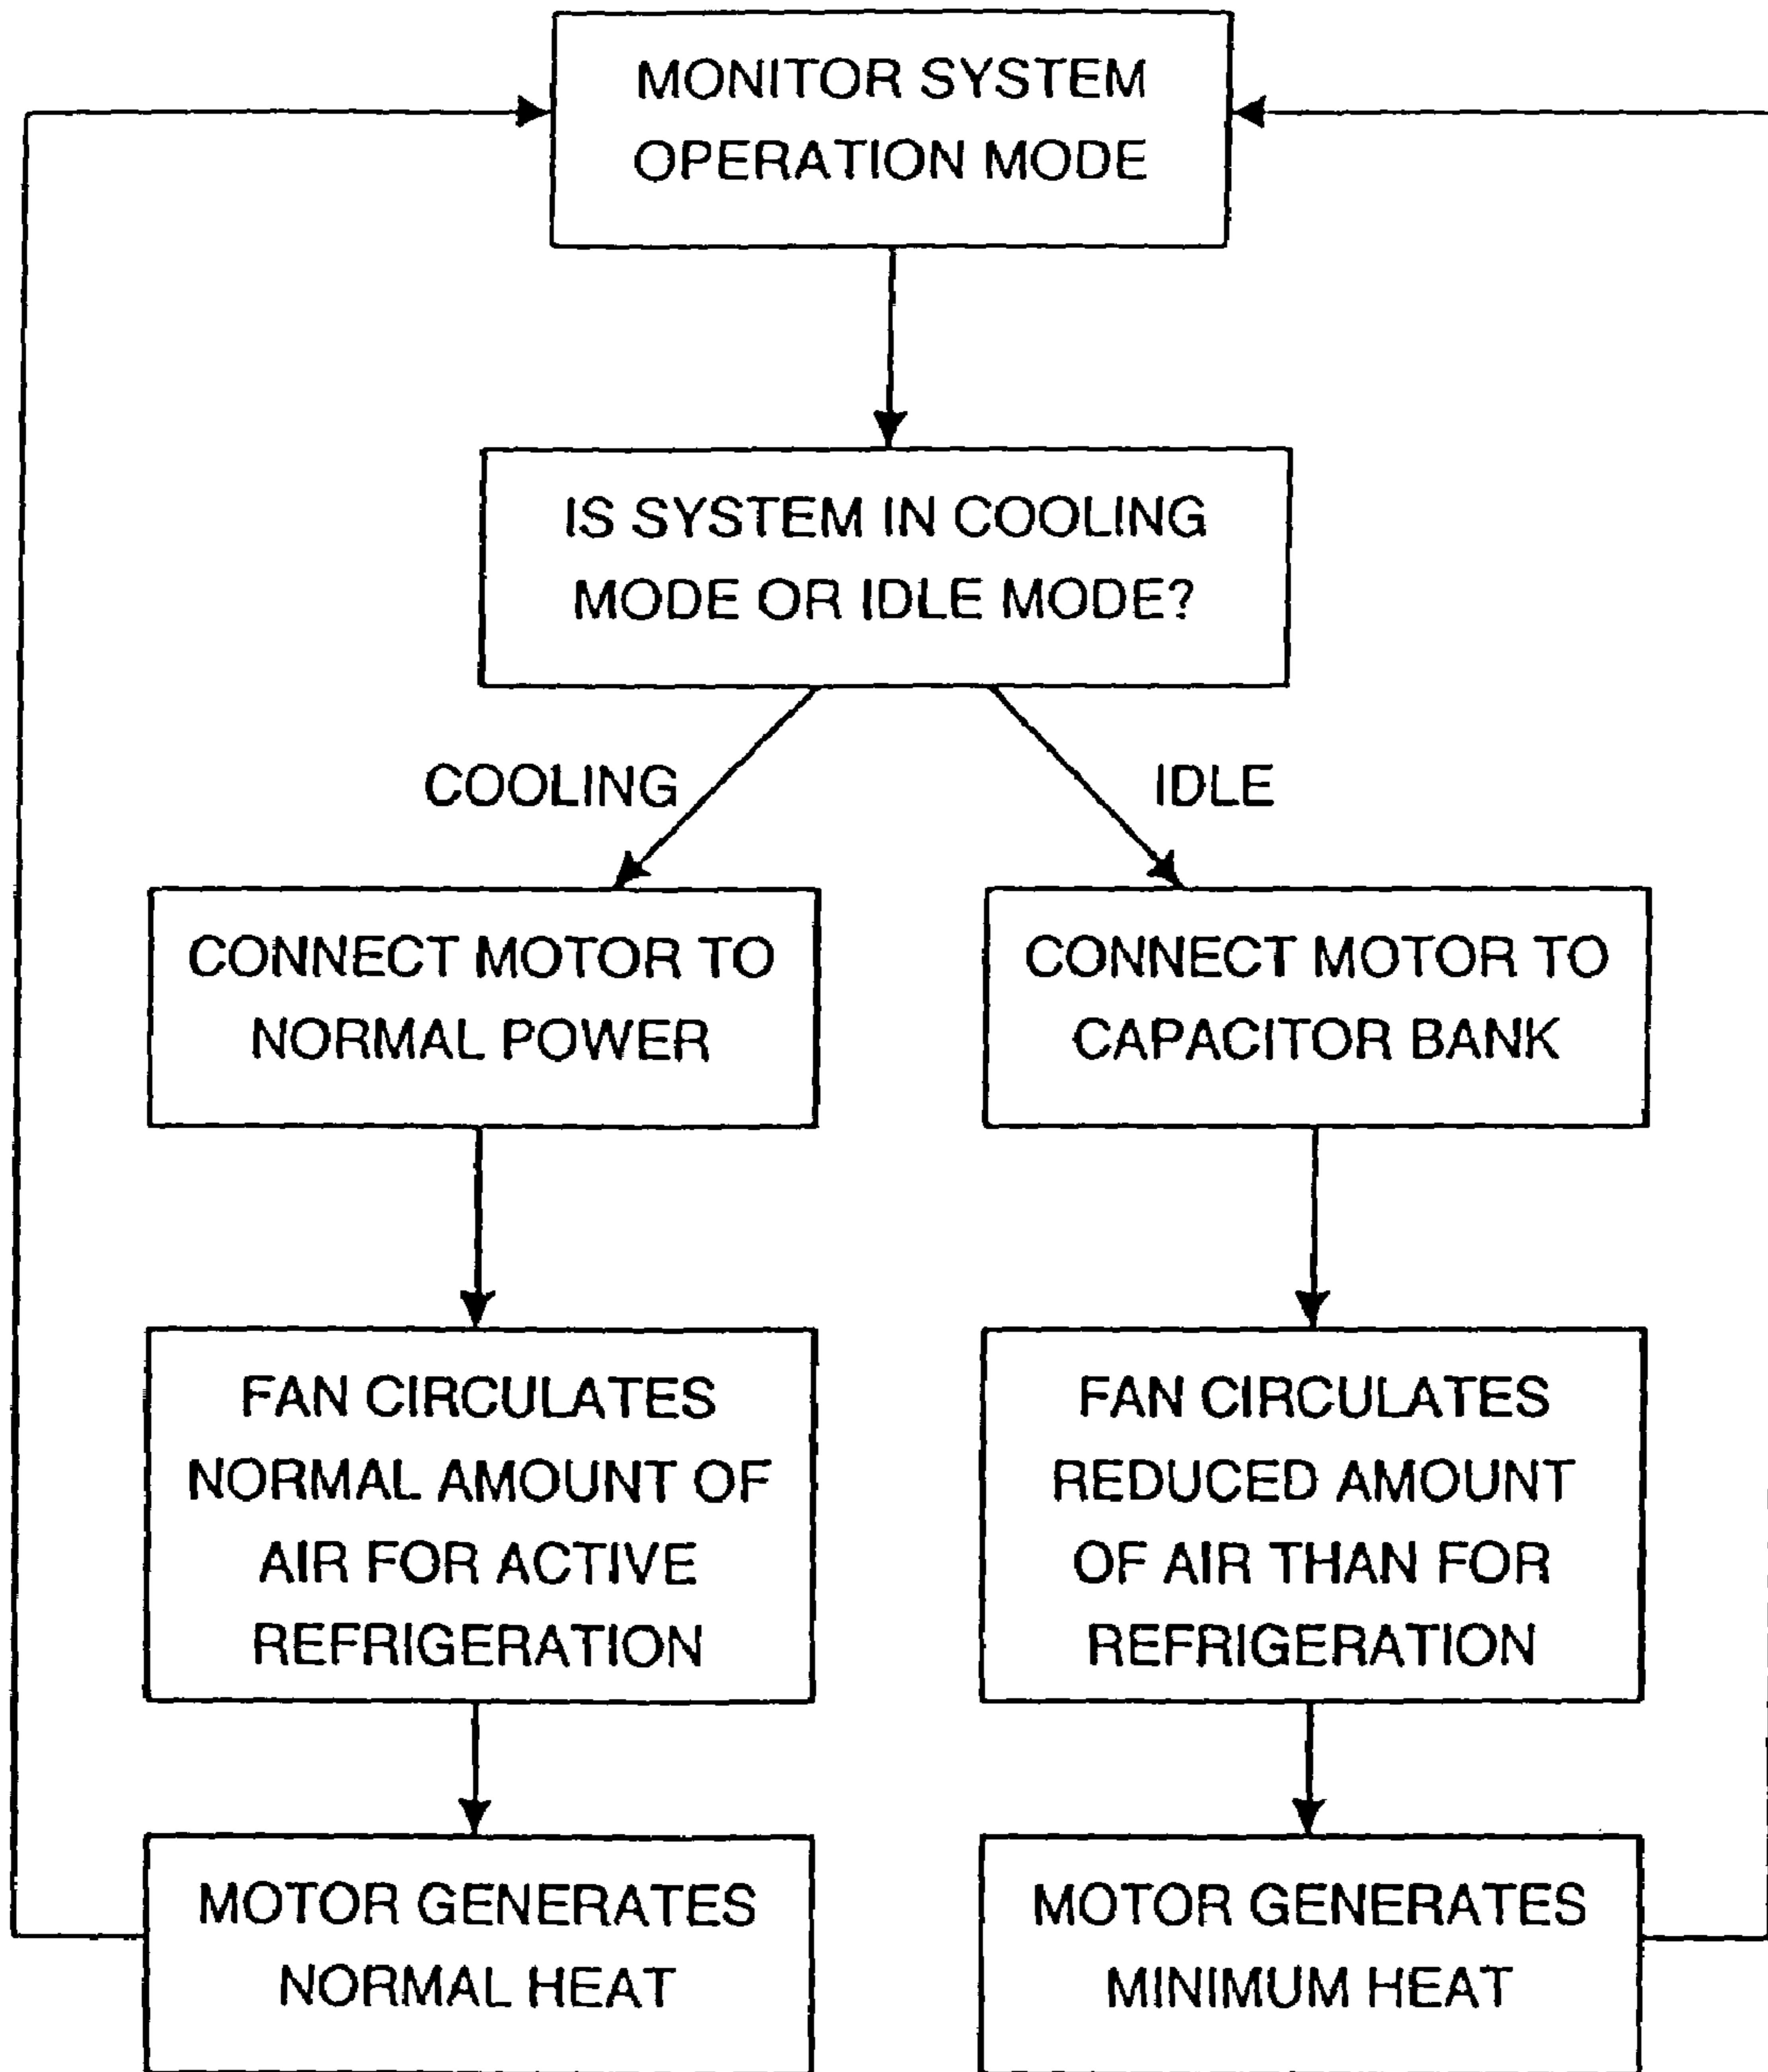 MONITOR SYSTEM
OPERATION MODE
IS SYSTEM IN COOLING
MODE OR IDLE MODE?
COOLING
IDLE
CONNECT MOTOR TO
NORMAL POWER
CONNECT MOTOR TO
CAPACITOR BANK
FAN CIRCULATES
NORMAL AMOUNT OF
AIR FOR ACTIVE
REFRIGERATION
FAN CIRCULATES
REDUCED AMOUNT
OF AIR THAN FOR
REFRIGERATION
MOTOR GENERATES
NORMAL HEAT
MOTOR GENERATES
MINIMUM HEAT